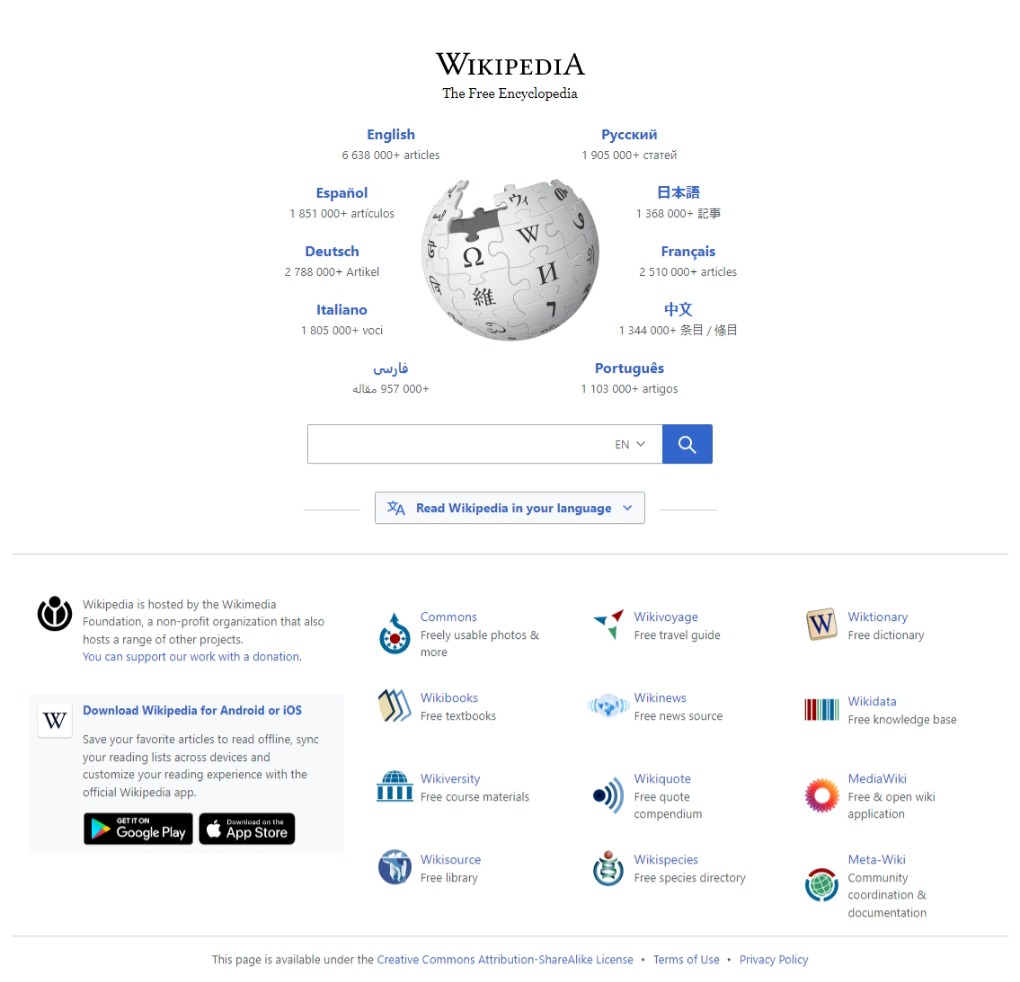 WIKIPEDIA
The Free Encyclopedia
English
6 638 000+ articles
Русский
1 905 000+ статей
Español
1 851 000+ artículos
日本語
1 368 000+ 記事
Deutsch
2 788 000+ Artikel
Français
2 510 000+ articles
Italiano
1 805 000+ voci
中文
1 344 000+ 条目 / 條目
فارسی
957 000+ مقاله
Português
1 103 000+ artigos
Ω
W
И
維
ウィ
7
EN
Read Wikipedia in your language
Wikipedia is hosted by the Wikimedia
Foundation, a non-profit organization that also
hosts a range of other projects.
You can support our work with a donation.
W
Download Wikipedia for Android or iOS
Save your favorite articles to read offline, sync
your reading lists across devices and
customize your reading experience with the
official Wikipedia app.
GET IT ON
Google Play
Download on the
App Store
Commons
Freely usable photos &
more
Wikivoyage
Free travel guide
W
Wiktionary
Free dictionary
Wikibooks
Free textbooks
Wikinews
Free news source
Wikidata
Free knowledge base
Wikiversity
Free course materials
Wikiquote
Free quote
compendium
MediaWiki
Free & open wiki
application
Wikisource
Free library
Wikispecies
Free species directory
Meta-Wiki
Community
coordination &
documentation
This page is available under the Creative Commons Attribution-ShareAlike License • Terms of Use • Privacy Policy